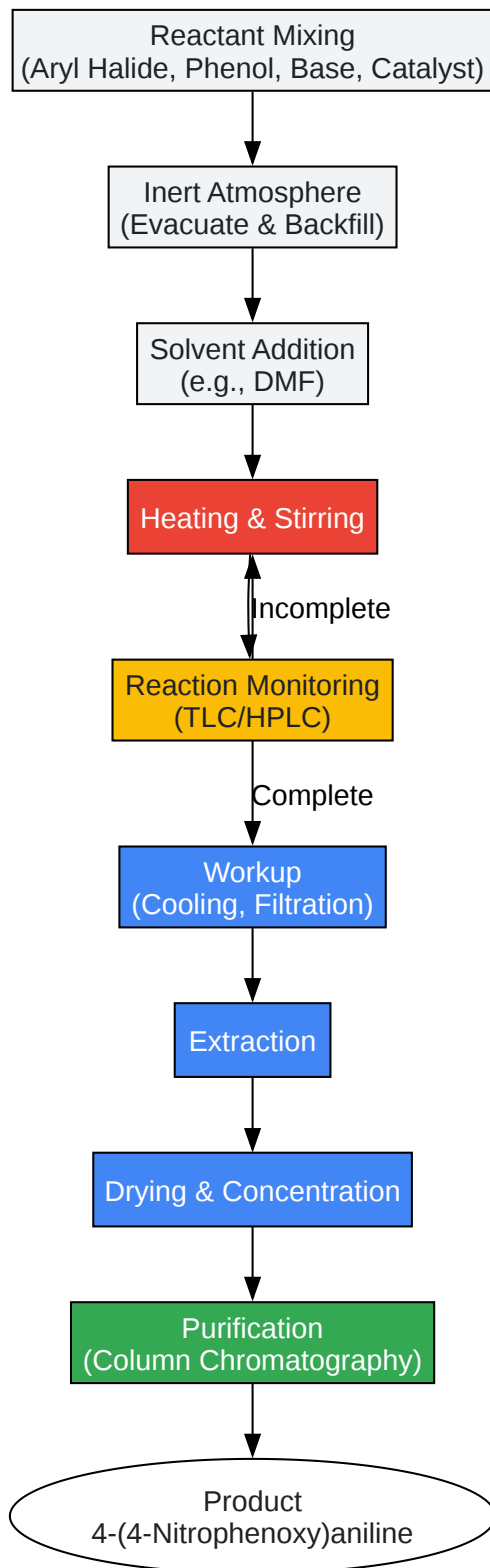 Reactant Mixing
(Aryl Halide, Phenol, Base, Catalyst)
Inert Atmosphere
(Evacuate & Backfill)
Solvent Addition
(e.g., DMF)
Heating & Stirring
Incomplete
Reaction Monitoring
(TLC/HPLC)
Complete
Workup
(Cooling, Filtration)
Extraction
Drying & Concentration
Purification
(Column Chromatography)
Product
4-(4-Nitrophenoxy)aniline